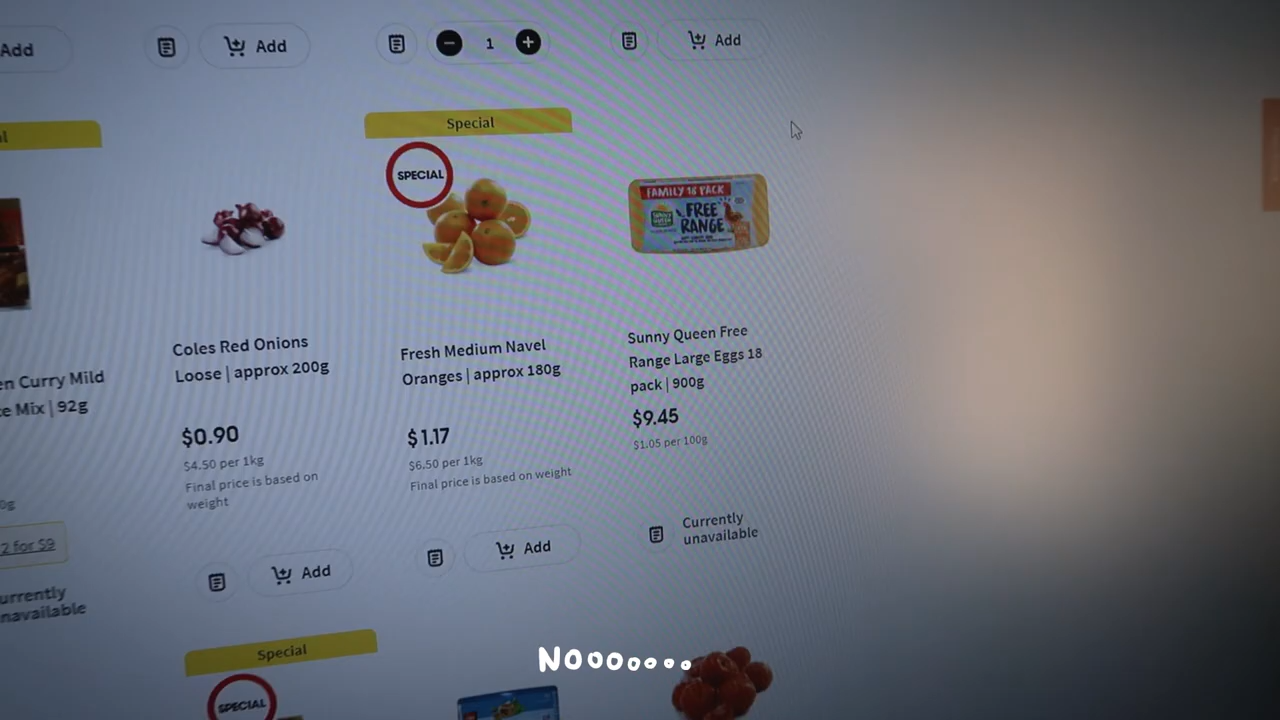 Add
Add
1
Add
al
Special
SPECIAL
FAMILY 18 PACK
FREE
RANGE
en Curry Mild
e Mix | 92g
0g
2 for $9
urrently
navailable
Coles Red Onions
Loose | approx 200g
$0.90
$4.50 per 1kg
Final price is based on
weight
Add
Fresh Medium Navel
Oranges | approx 180g
$1.17
$6.50 per 1kg
Final price is based on weight
Add
Sunny Queen Free
Range Large Eggs 18
pack | 900g
$9.45
$1.05 per 100g
Currently
unavailable
Special
SPECIAL
NOooooo